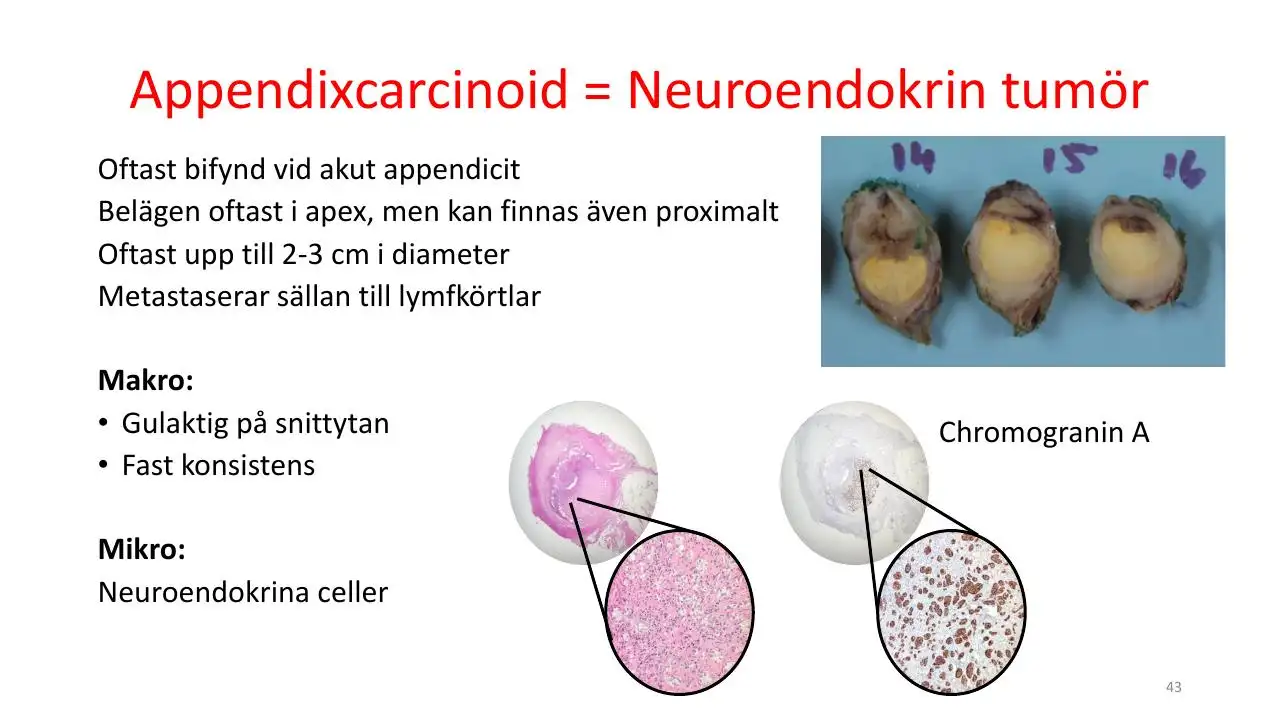 Appendixcarcinoid = Neuroendokrin tumör
Oftast bifynd vid akut appendicit
Belägen oftast i apex, men kan finnas även proximalt
Oftast upp till 2-3 cm i diameter
Metastaserar sällan till lymfkörtlar
14 15 16
Makro:
• Gulaktig på snittytan
• Fast konsistens
Chromogranin A
Mikro:
Neuroendokrina celler
43